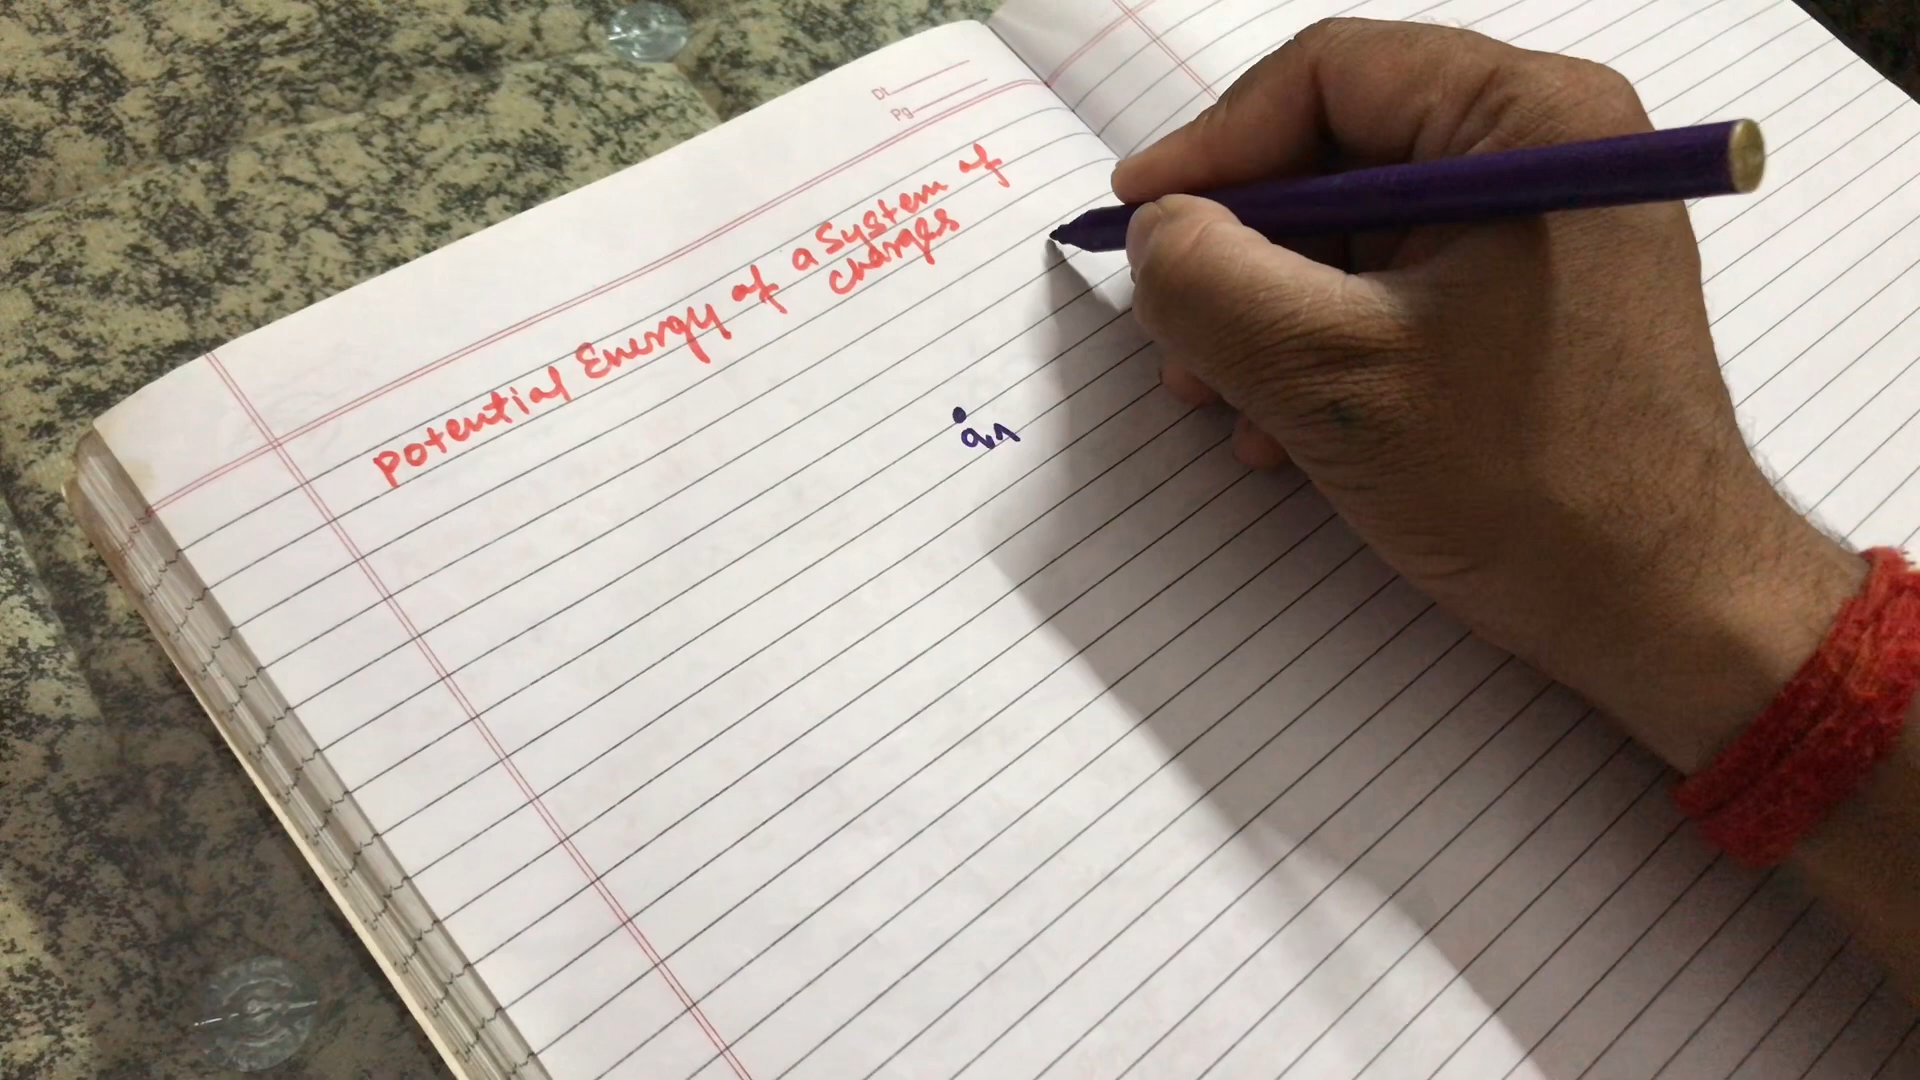 Dt.
Pg
Potential Energy of a System of
charges
q1